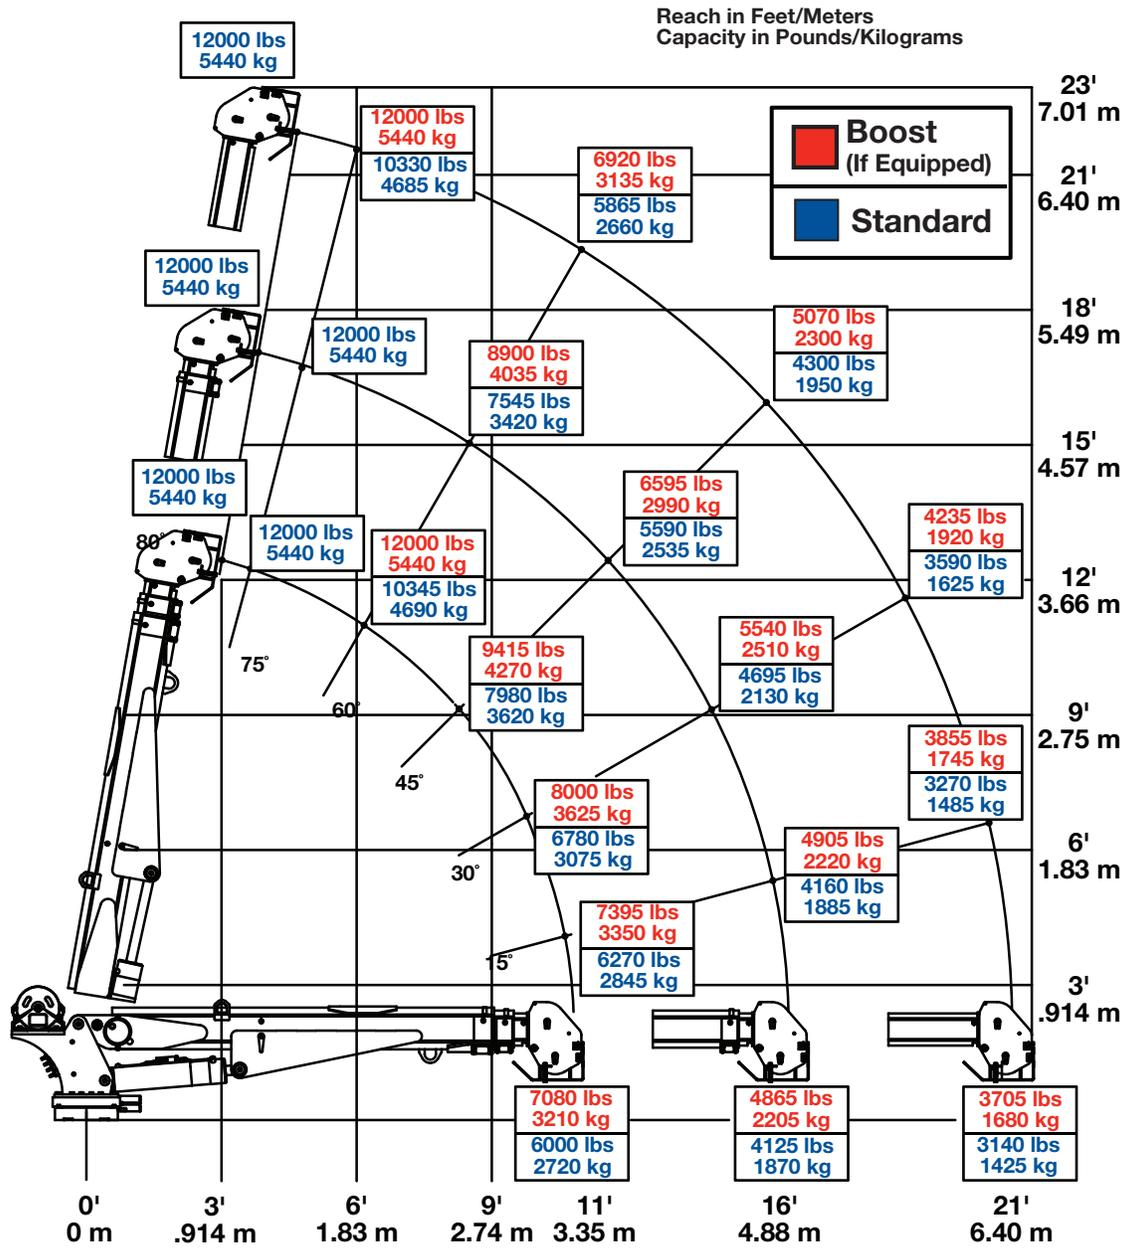 Reach in Feet/Meters
Capacity in Pounds/Kilograms
12000 lbs
5440 kg
23'
7.01 m
12000 lbs
5440 kg
10330 lbs
4685 kg
Boost
(If Equipped)
Standard
6920 lbs
3135 kg
5865 lbs
2660 kg
21'
6.40 m
12000 lbs
5440 kg
18'
5.49 m
5070 lbs
2300 kg
4300 lbs
1950 kg
12000 lbs
5440 kg
8900 lbs
4035 kg
7545 lbs
3420 kg
15'
4.57 m
12000 lbs
5440 kg
6595 lbs
2990 kg
5590 lbs
2535 kg
4235 lbs
1920 kg
3590 lbs
1625 kg
80°
12000 lbs
5440 kg
12000 lbs
5440 kg
10345 lbs
4690 kg
12'
3.66 m
5540 lbs
2510 kg
4695 lbs
2130 kg
9415 lbs
4270 kg
7980 lbs
3620 kg
75°
60°
9'
2.75 m
3855 lbs
1745 kg
3270 lbs
1485 kg
45°
8000 lbs
3625 kg
6780 lbs
3075 kg
30°
4905 lbs
2220 kg
4160 lbs
1885 kg
6'
1.83 m
7395 lbs
3350 kg
6270 lbs
2845 kg
15°
3'
.914 m
7080 lbs
3210 kg
6000 lbs
2720 kg
4865 lbs
2205 kg
4125 lbs
1870 kg
3705 lbs
1680 kg
3140 lbs
1425 kg
0' 3' 6' 9' 11' 16' 21'
0 m .914 m 1.83 m 2.74 m 3.35 m 4.88 m 6.40 m